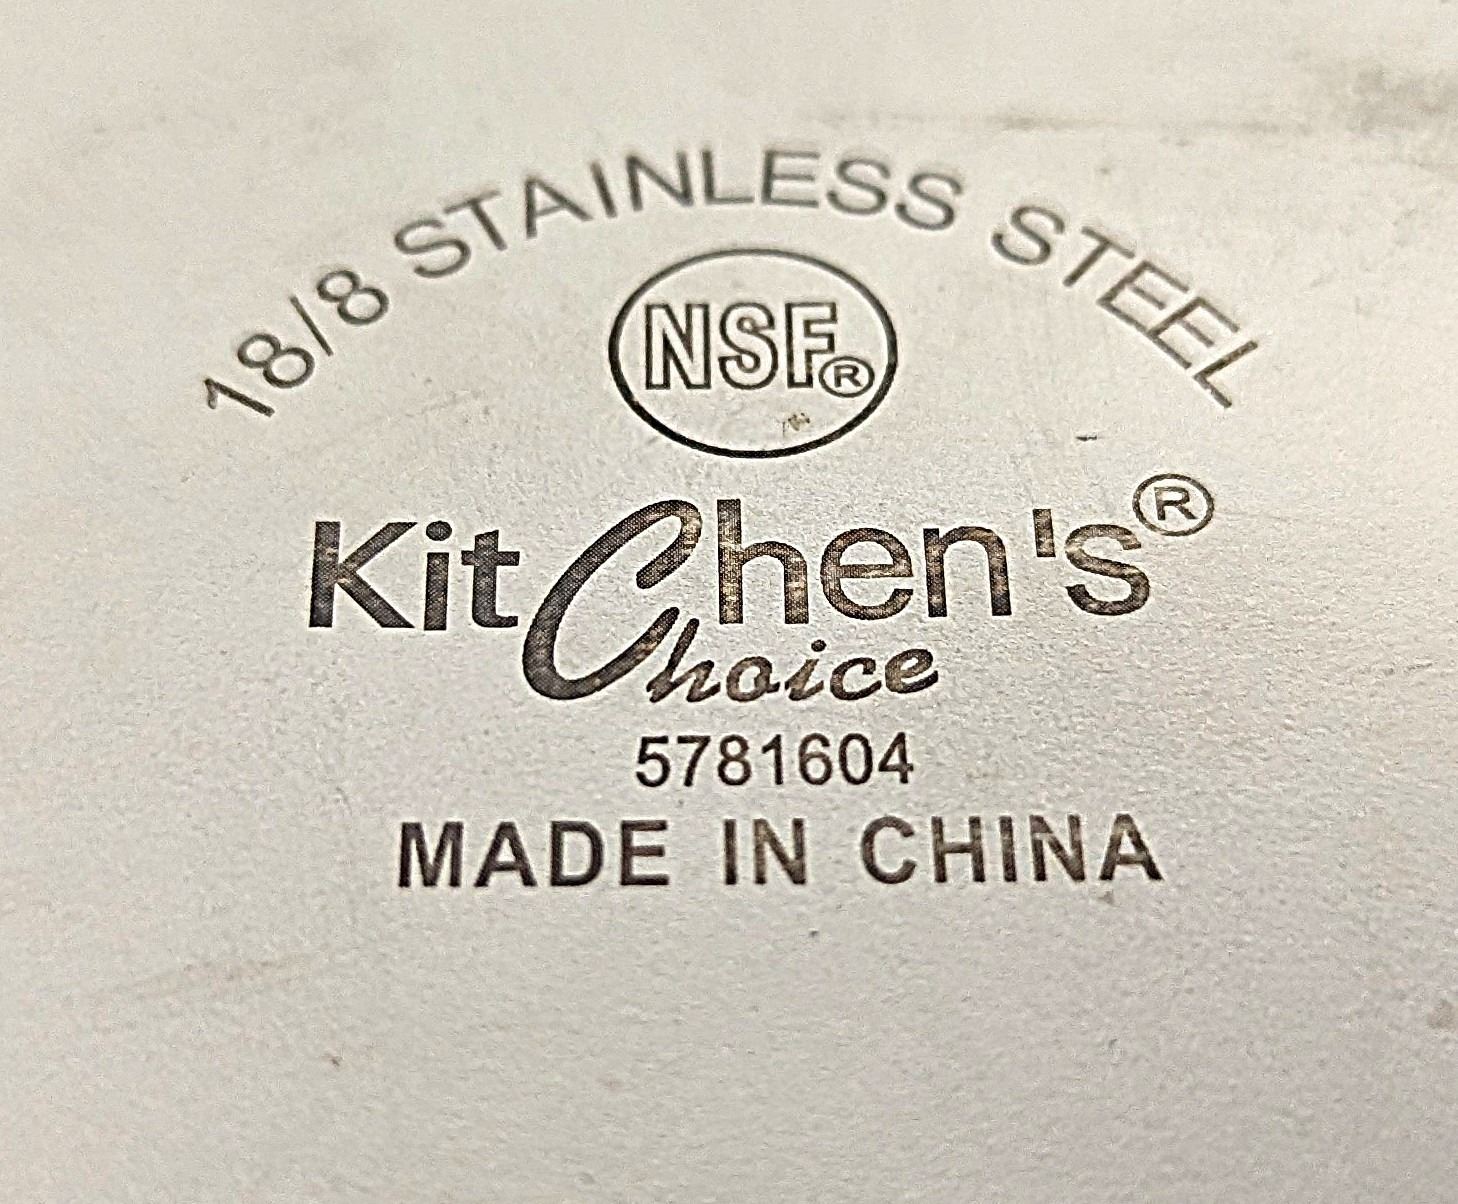 18/8 STAINLESS STEEL
NSF®
KitChen's®
Choice
5781604
MADE IN CHINA